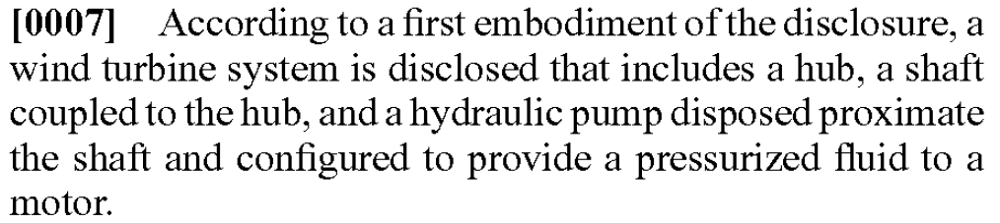 [0007] According to a first embodiment of the disclosure, a
wind turbine system is disclosed that includes a hub, a shaft
coupled to the hub, and a hydraulic pump disposed proximate
the shaft and configured to provide a pressurized fluid to a
motor.